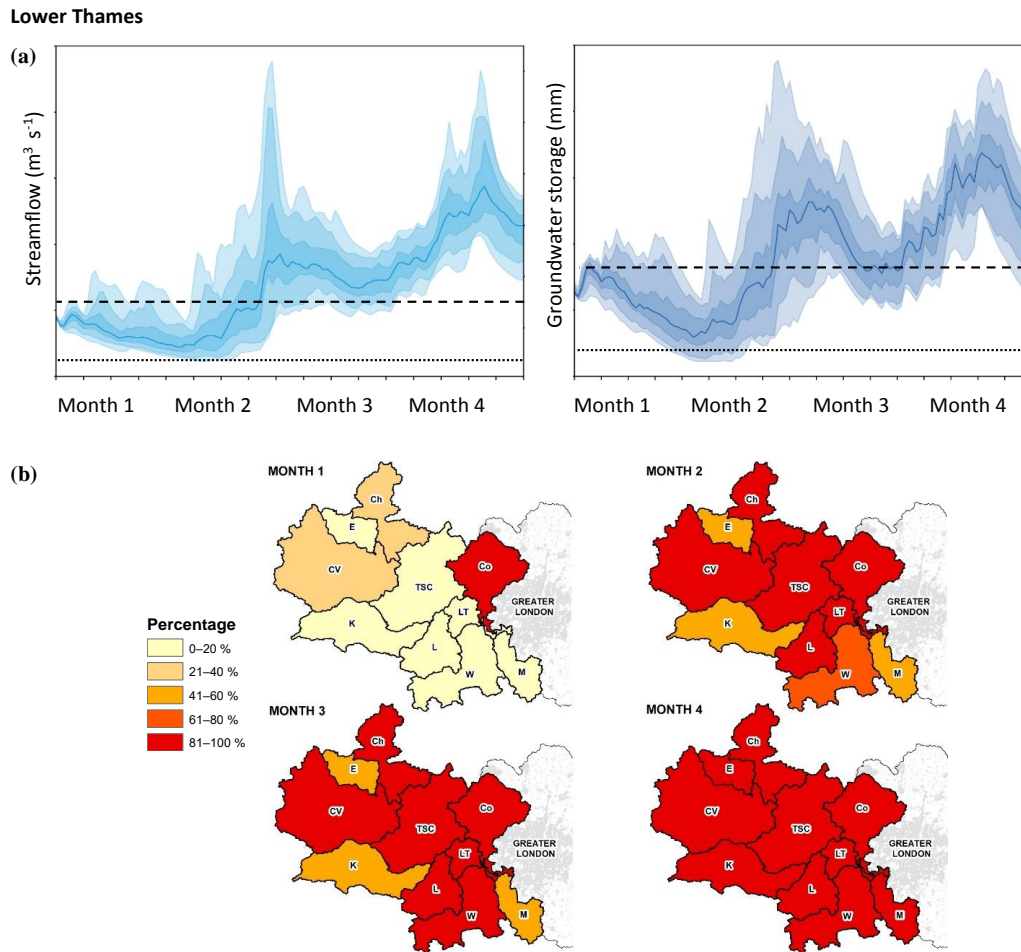 Lower Thames
(a)
Streamflow (m³ s⁻¹)
Month 1 Month 2 Month 3 Month 4
Groundwater storage (mm)
Month 1 Month 2 Month 3 Month 4
(b)
MONTH 1
Ch
E
CV
TSC
Co
LT
K
L
W
M
GREATER
LONDON
MONTH 2
Ch
E
CV
TSC
Co
LT
K
L
W
M
GREATER
LONDON
Percentage
0–20 %
21–40 %
41–60 %
61–80 %
81–100 %
MONTH 3
Ch
E
CV
TSC
Co
LT
K
L
W
M
GREATER
LONDON
MONTH 4
Ch
E
CV
TSC
Co
LT
K
L
W
M
GREATER
LONDON